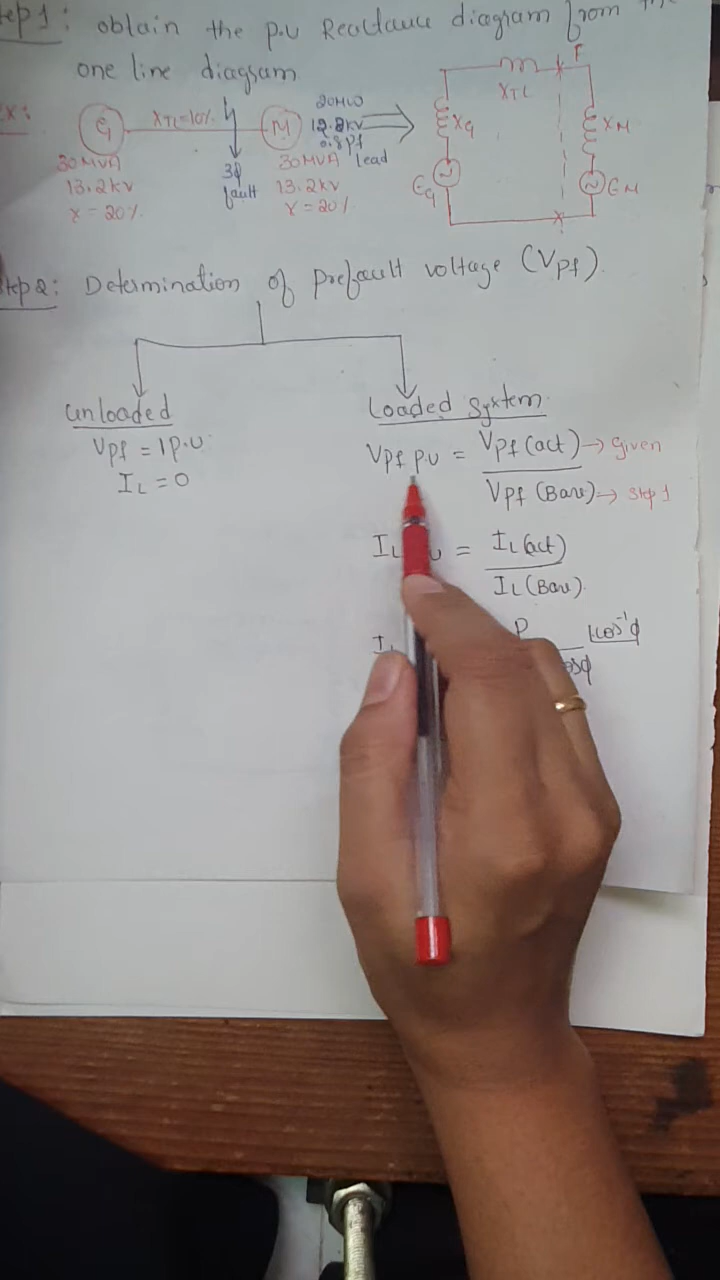 tep 1: obtain the p.u Reactance diagram from the
one line diagram
Ex:
G
XTL=10%
M
20MW
12.8kV
0.8pf
lead
30MVA
13.2kV
X=20%
3ϕ
fault
30MVA
13.2kV
X=20%
XTL
F
XG
XM
EG
EM
tep 2: Determination of Prefault voltage (Vpf).
unloaded
Vpf = 1p.u
IL = 0
Loaded System
Vpf p.u = Vpf(act) → Given
Vpf (Base) → Step 1
IL u = IL(act)
IL(Base)
P
cos⁻¹ϕ
osϕ